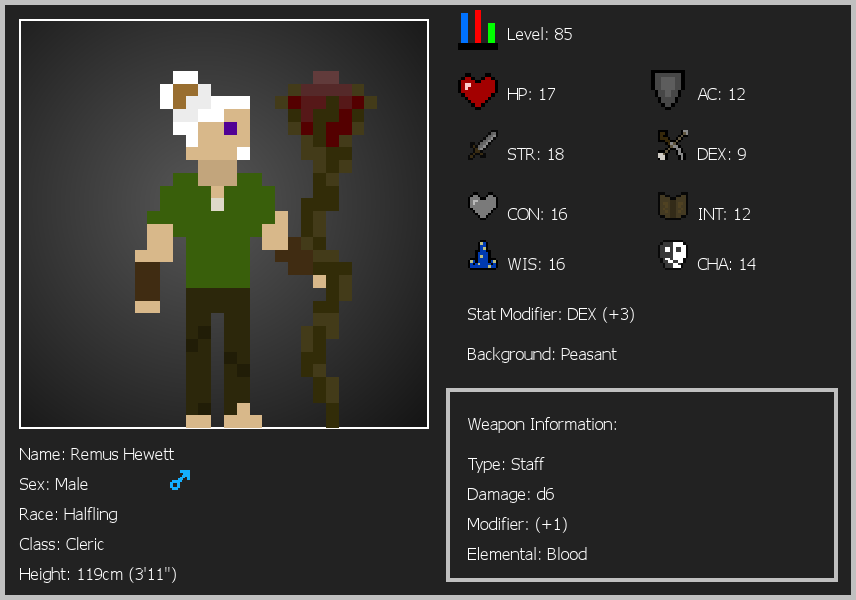 Level: 85
HP: 17
AC: 12
STR: 18
DEX: 9
CON: 16
INT: 12
WIS: 16
CHA: 14
Stat Modifier: DEX (+3)
Background: Peasant
Weapon Information:
Type: Staff
Damage: d6
Modifier: (+1)
Elemental: Blood
Name: Remus Hewett
Sex: Male
Race: Halfling
Class: Cleric
Height: 119cm (3'11")